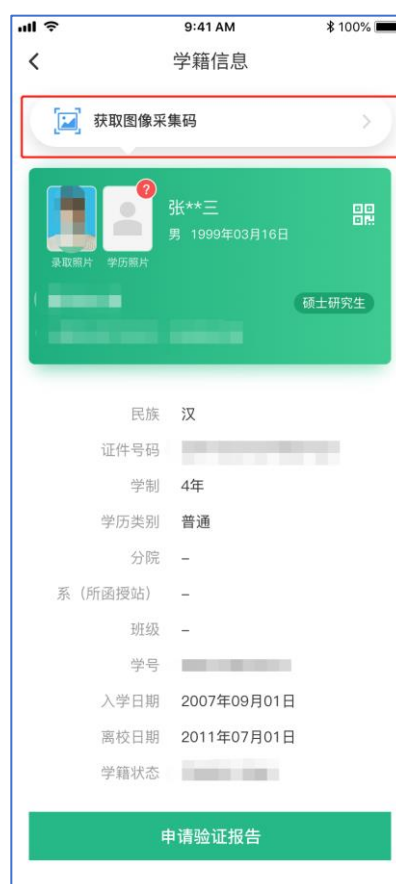 9:41 AM 100%
学籍信息
获取图像采集码
?
张**三
男 1999年03月16日
录取照片 学历照片
硕士研究生
民族 汉
证件号码
学制 4年
学历类别 普通
分院 –
系（所函授站） –
班级 –
学号
入学日期 2007年09月01日
离校日期 2011年07月01日
学籍状态
申请验证报告